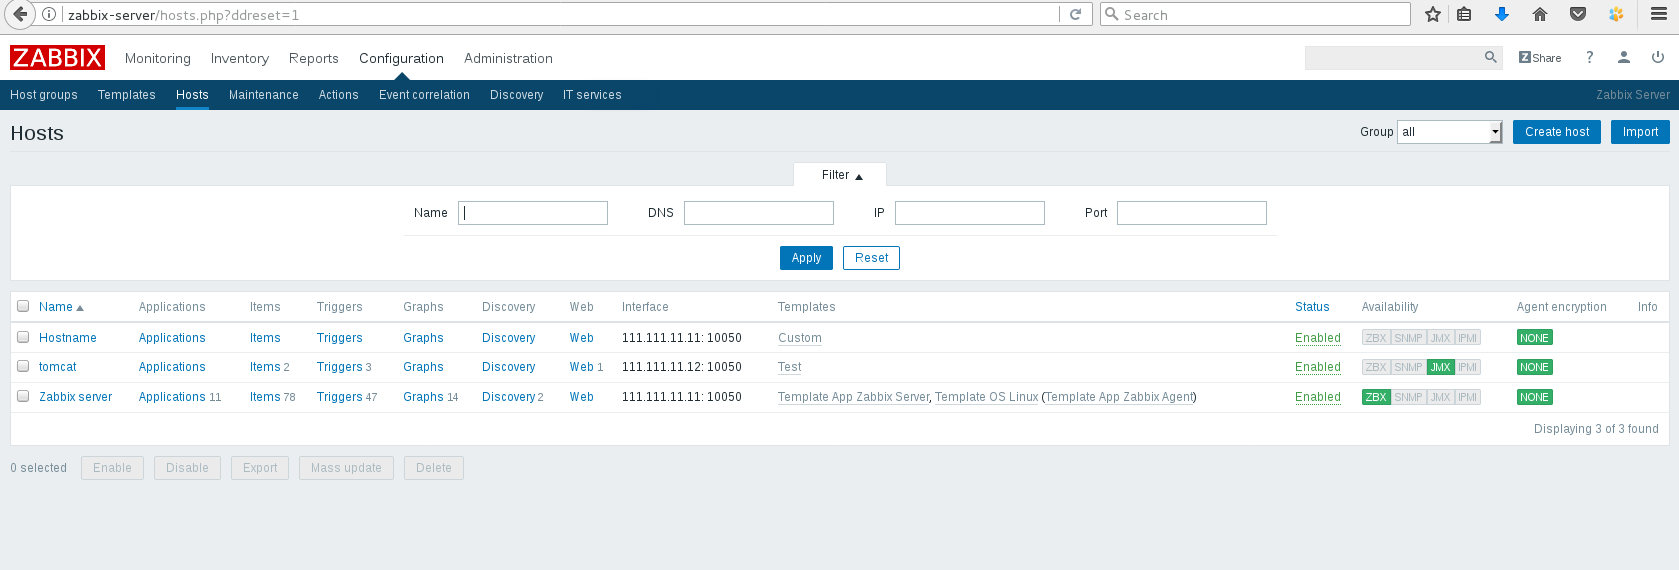 zabbix-server/hosts.php?ddreset=1
Search
ZABBIX Monitoring Inventory Reports Configuration Administration Z Share ?
Host groups Templates Hosts Maintenance Actions Event correlation Discovery IT services Zabbix Server
Hosts Group all Create host Import
Filter
Name DNS IP Port
Apply Reset
Name Applications Items Triggers Graphs Discovery Web Interface Templates Status Availability Agent encryption Info
Hostname Applications Items Triggers Graphs Discovery Web 111.111.11.11: 10050 Custom Enabled ZBX SNMP JMX IPMI NONE
tomcat Applications Items 2 Triggers 3 Graphs Discovery Web 1 111.111.11.12: 10050 Test Enabled ZBX SNMP JMX IPMI NONE
Zabbix server Applications 11 Items 78 Triggers 47 Graphs 14 Discovery 2 Web 111.111.11.11: 10050 Template App Zabbix Server, Template OS Linux (Template App Zabbix Agent) Enabled ZBX SNMP JMX IPMI NONE
Displaying 3 of 3 found
0 selected Enable Disable Export Mass update Delete